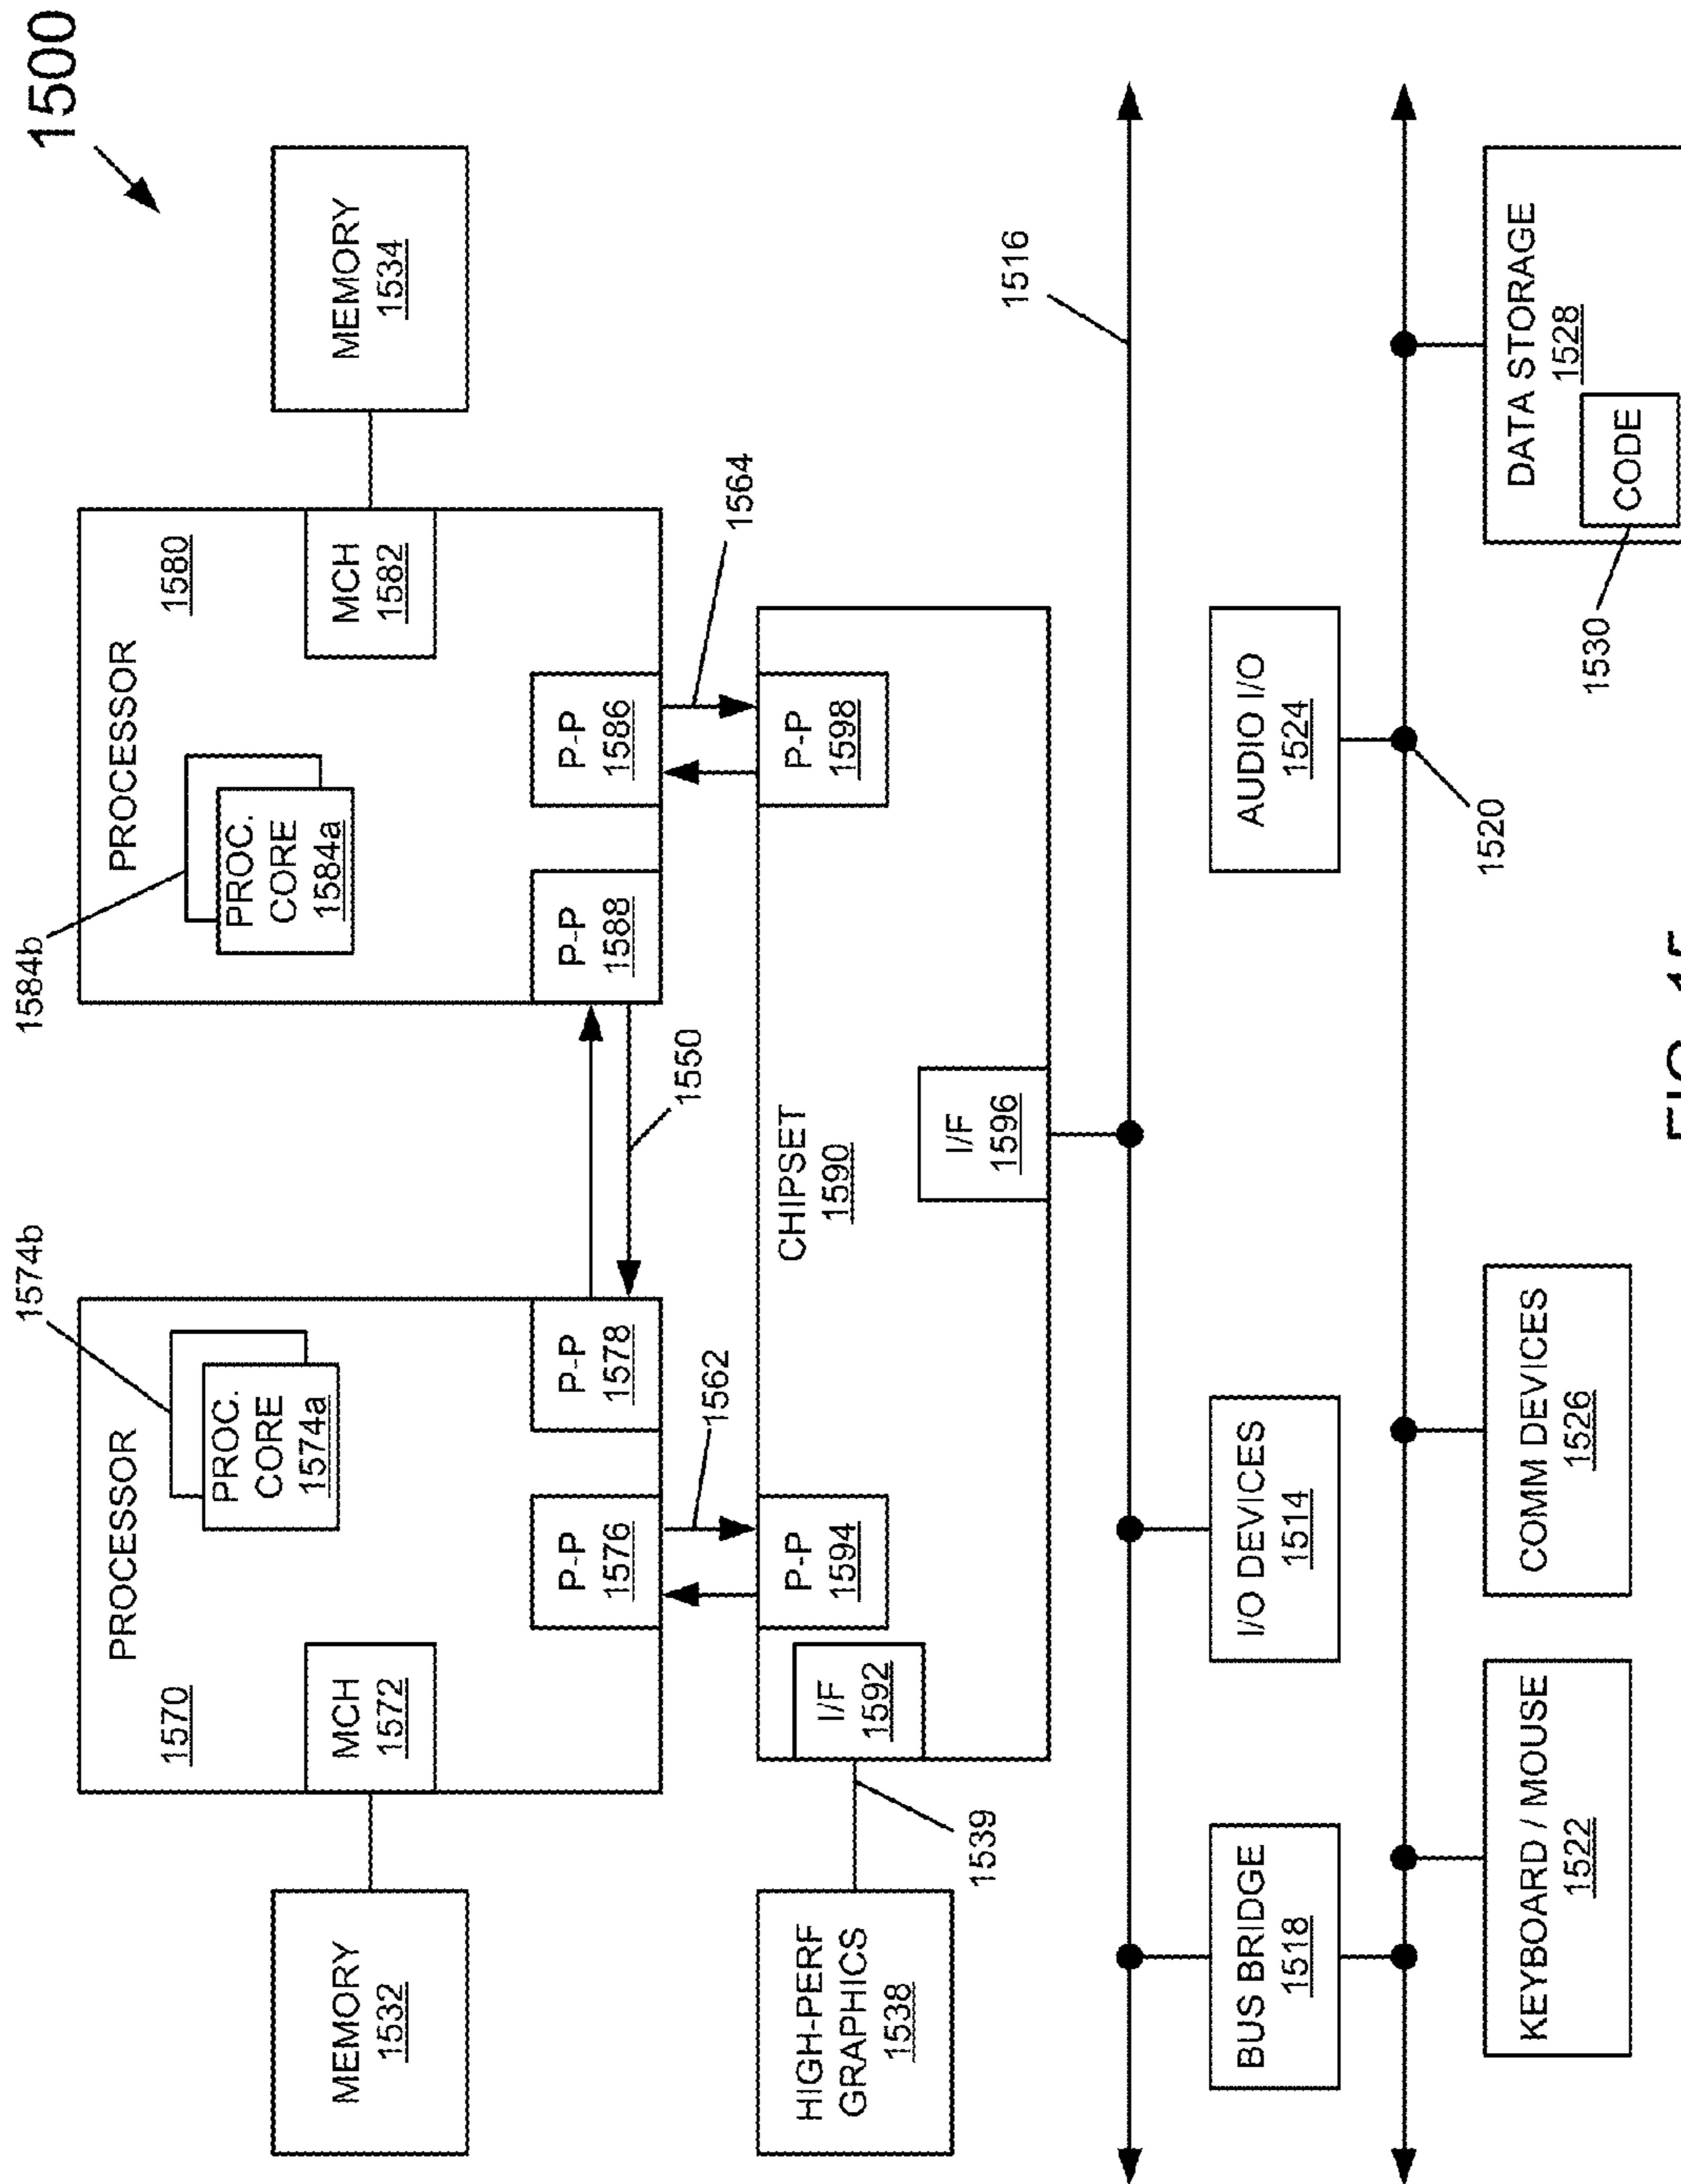 1500
1574b
1584b
PROCESSOR
1570
PROC.
CORE
1574a
MCH
1572
P-P
1576
P-P
1578
PROCESSOR
1580
PROC.
CORE
1584a
MCH
1582
P-P
1588
P-P
1586
MEMORY
1532
MEMORY
1534
1550
1562
1564
HIGH-PERF
GRAPHICS
1538
1539
I/F
1592
P-P
1594
CHIPSET
1590
P-P
1598
I/F
1596
1516
BUS BRIDGE
1518
I/O DEVICES
1514
AUDIO I/O
1524
1520
KEYBOARD / MOUSE
1522
COMM DEVICES
1526
DATA STORAGE
1528
CODE
1530
FIG. 15